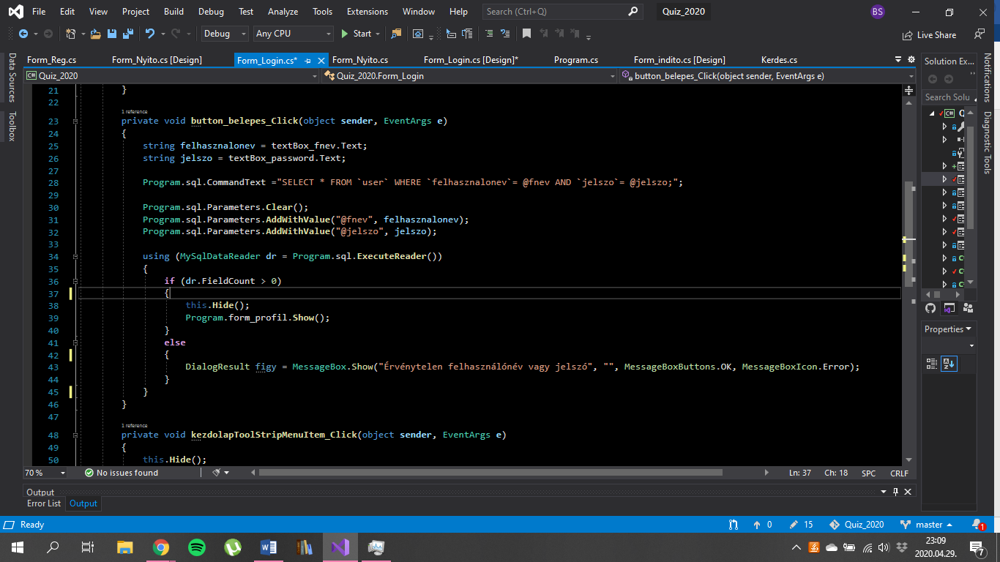 File Edit View Project Build Debug Test Analyze Tools Extensions Window Help Search (Ctrl+Q) Quiz_2020 BS
Debug Any CPU Start Live Share
Form_Reg.cs Form_Nyito.cs [Design] Form_Login.cs* Form_Nyito.cs Form_Login.cs [Design]* Program.cs Form_indito.cs [Design] Kerdes.cs
C# Quiz_2020 Quiz_2020.Form_Login button_belepes_Click(object sender, EventArgs e)
Data Sources
Toolbox
21 }
22
1 reference
23 private void button_belepes_Click(object sender, EventArgs e)
24 {
25 string felhasznalonev = textBox_fnev.Text;
26 string jelszo = textBox_password.Text;
27
28 Program.sql.CommandText ="SELECT * FROM `user` WHERE `felhasznalonev`= @fnev AND `jelszo`= @jelszo;";
29
30 Program.sql.Parameters.Clear();
31 Program.sql.Parameters.AddWithValue("@fnev", felhasznalonev);
32 Program.sql.Parameters.AddWithValue("@jelszo", jelszo);
33
34 using (MySqlDataReader dr = Program.sql.ExecuteReader())
35 {
36 if (dr.FieldCount > 0)
37 {
38 this.Hide();
39 Program.form_profil.Show();
40 }
41 else
42 {
43 DialogResult figy = MessageBox.Show("Érvénytelen felhasználónév vagy jelszó", "", MessageBoxButtons.OK, MessageBoxIcon.Error);
44 }
45 }
46 }
47
1 reference
48 private void kezdolapToolStripMenuItem_Click(object sender, EventArgs e)
49 {
50 this.Hide();
70 % No issues found Ln: 37 Ch: 18 SPC CRLF
Output
Error List Output
Solution Ex...
Search Solu
C# Q
Properties
Notifications
Diagnostic Tools
Ready 0 15 Quiz_2020 master 1
23:09
2020.04.29.
7